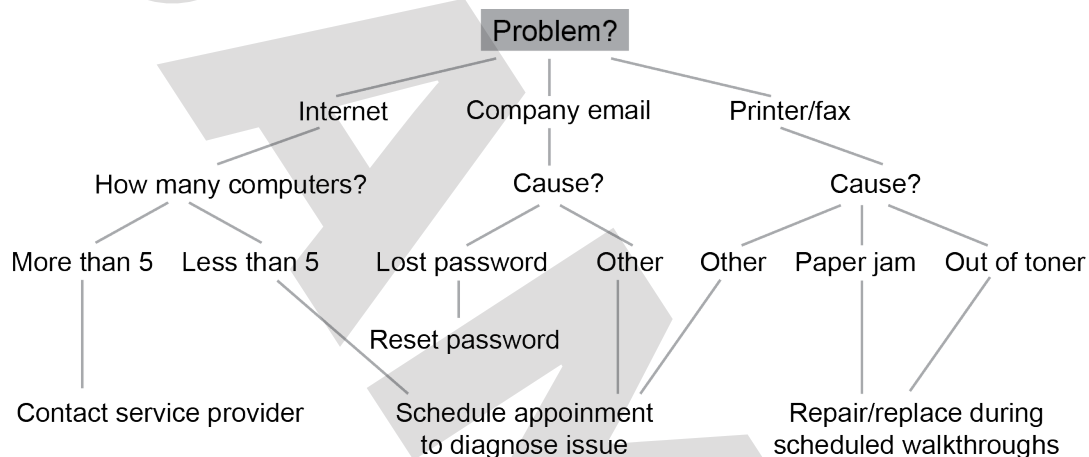 Problem?
Internet
Company email
Printer/fax
How many computers?
Cause?
Cause?
More than 5
Less than 5
Lost password
Other
Other
Paper jam
Out of toner
Reset password
Contact service provider
Schedule appoinment
to diagnose issue
Repair/replace during
scheduled walkthroughs